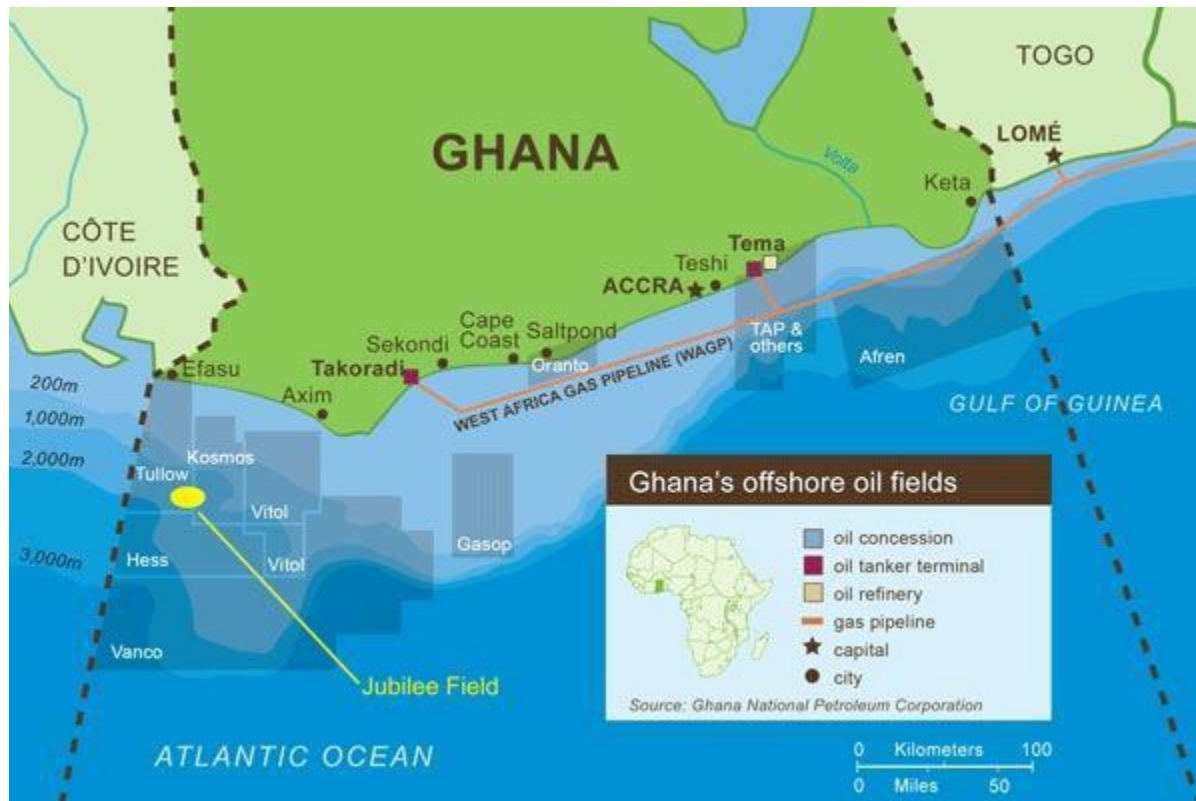 TOGO
LOMÉ
GHANA
Volta
Keta
CÔTE
D'IVOIRE
Tema
Teshi
ACCRA
Cape
Coast
Saltpond
Sekondi
TAP &
others
Oranto
Afren
Efasu
Takoradi
WEST AFRICA GAS PIPELINE (WAGP)
Axim
GULF OF GUINEA
200m
1,000m
2,000m
3,000m
Kosmos
Tullow
Vitol
Hess
Vitol
Gasop
Vanco
Jubilee Field
ATLANTIC OCEAN
Ghana's offshore oil fields
oil concession
oil tanker terminal
oil refinery
gas pipeline
capital
city
Source: Ghana National Petroleum Corporation
0 Kilometers 100
0 Miles 50